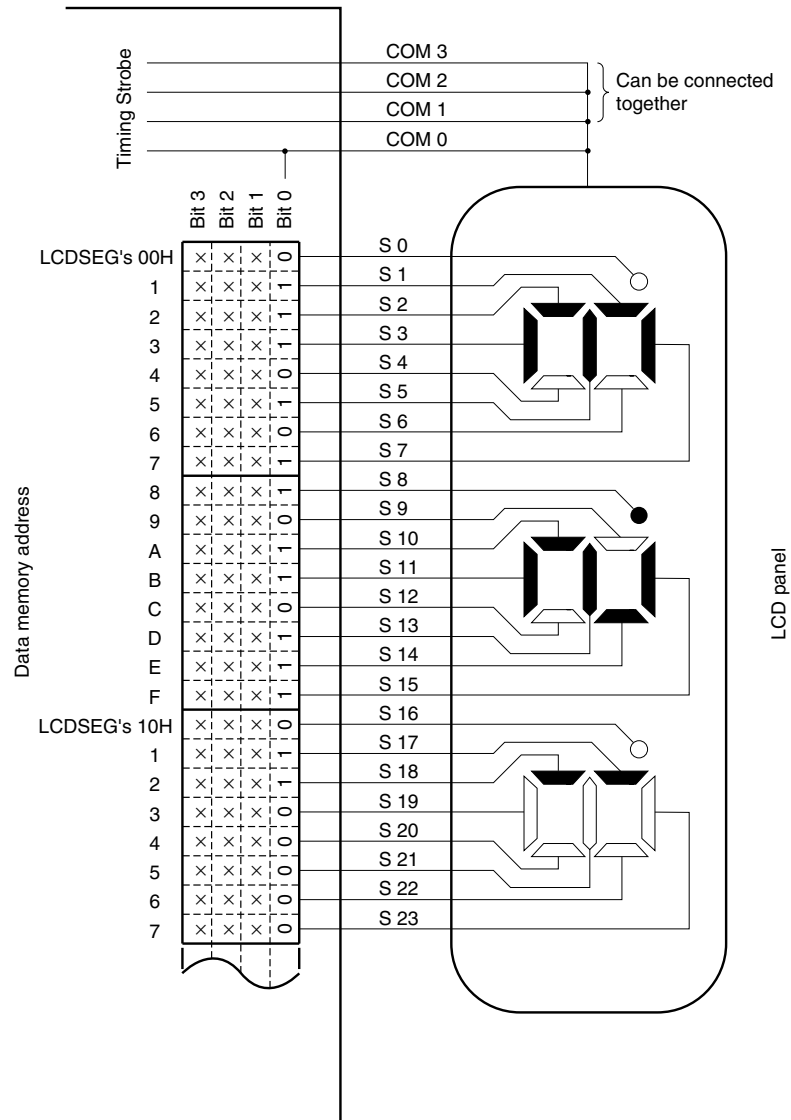 Timing Strobe
COM 3
COM 2
COM 1
COM 0
Can be connected
together
Bit 3
Bit 2
Bit 1
Bit 0
Data memory address
LCD panel
LCDSEG's 00H × × × 0 S 0
1 × × × 1 S 1
2 × × × 1 S 2
3 × × × 1 S 3
4 × × × 0 S 4
5 × × × 1 S 5
6 × × × 0 S 6
7 × × × 1 S 7
8 × × × 1 S 8
9 × × × 0 S 9
A × × × 1 S 10
B × × × 1 S 11
C × × × 0 S 12
D × × × 1 S 13
E × × × 1 S 14
F × × × 1 S 15
LCDSEG's 10H × × × 0 S 16
1 × × × 1 S 17
2 × × × 1 S 18
3 × × × 0 S 19
4 × × × 0 S 20
5 × × × 0 S 21
6 × × × 0 S 22
7 × × × 0 S 23